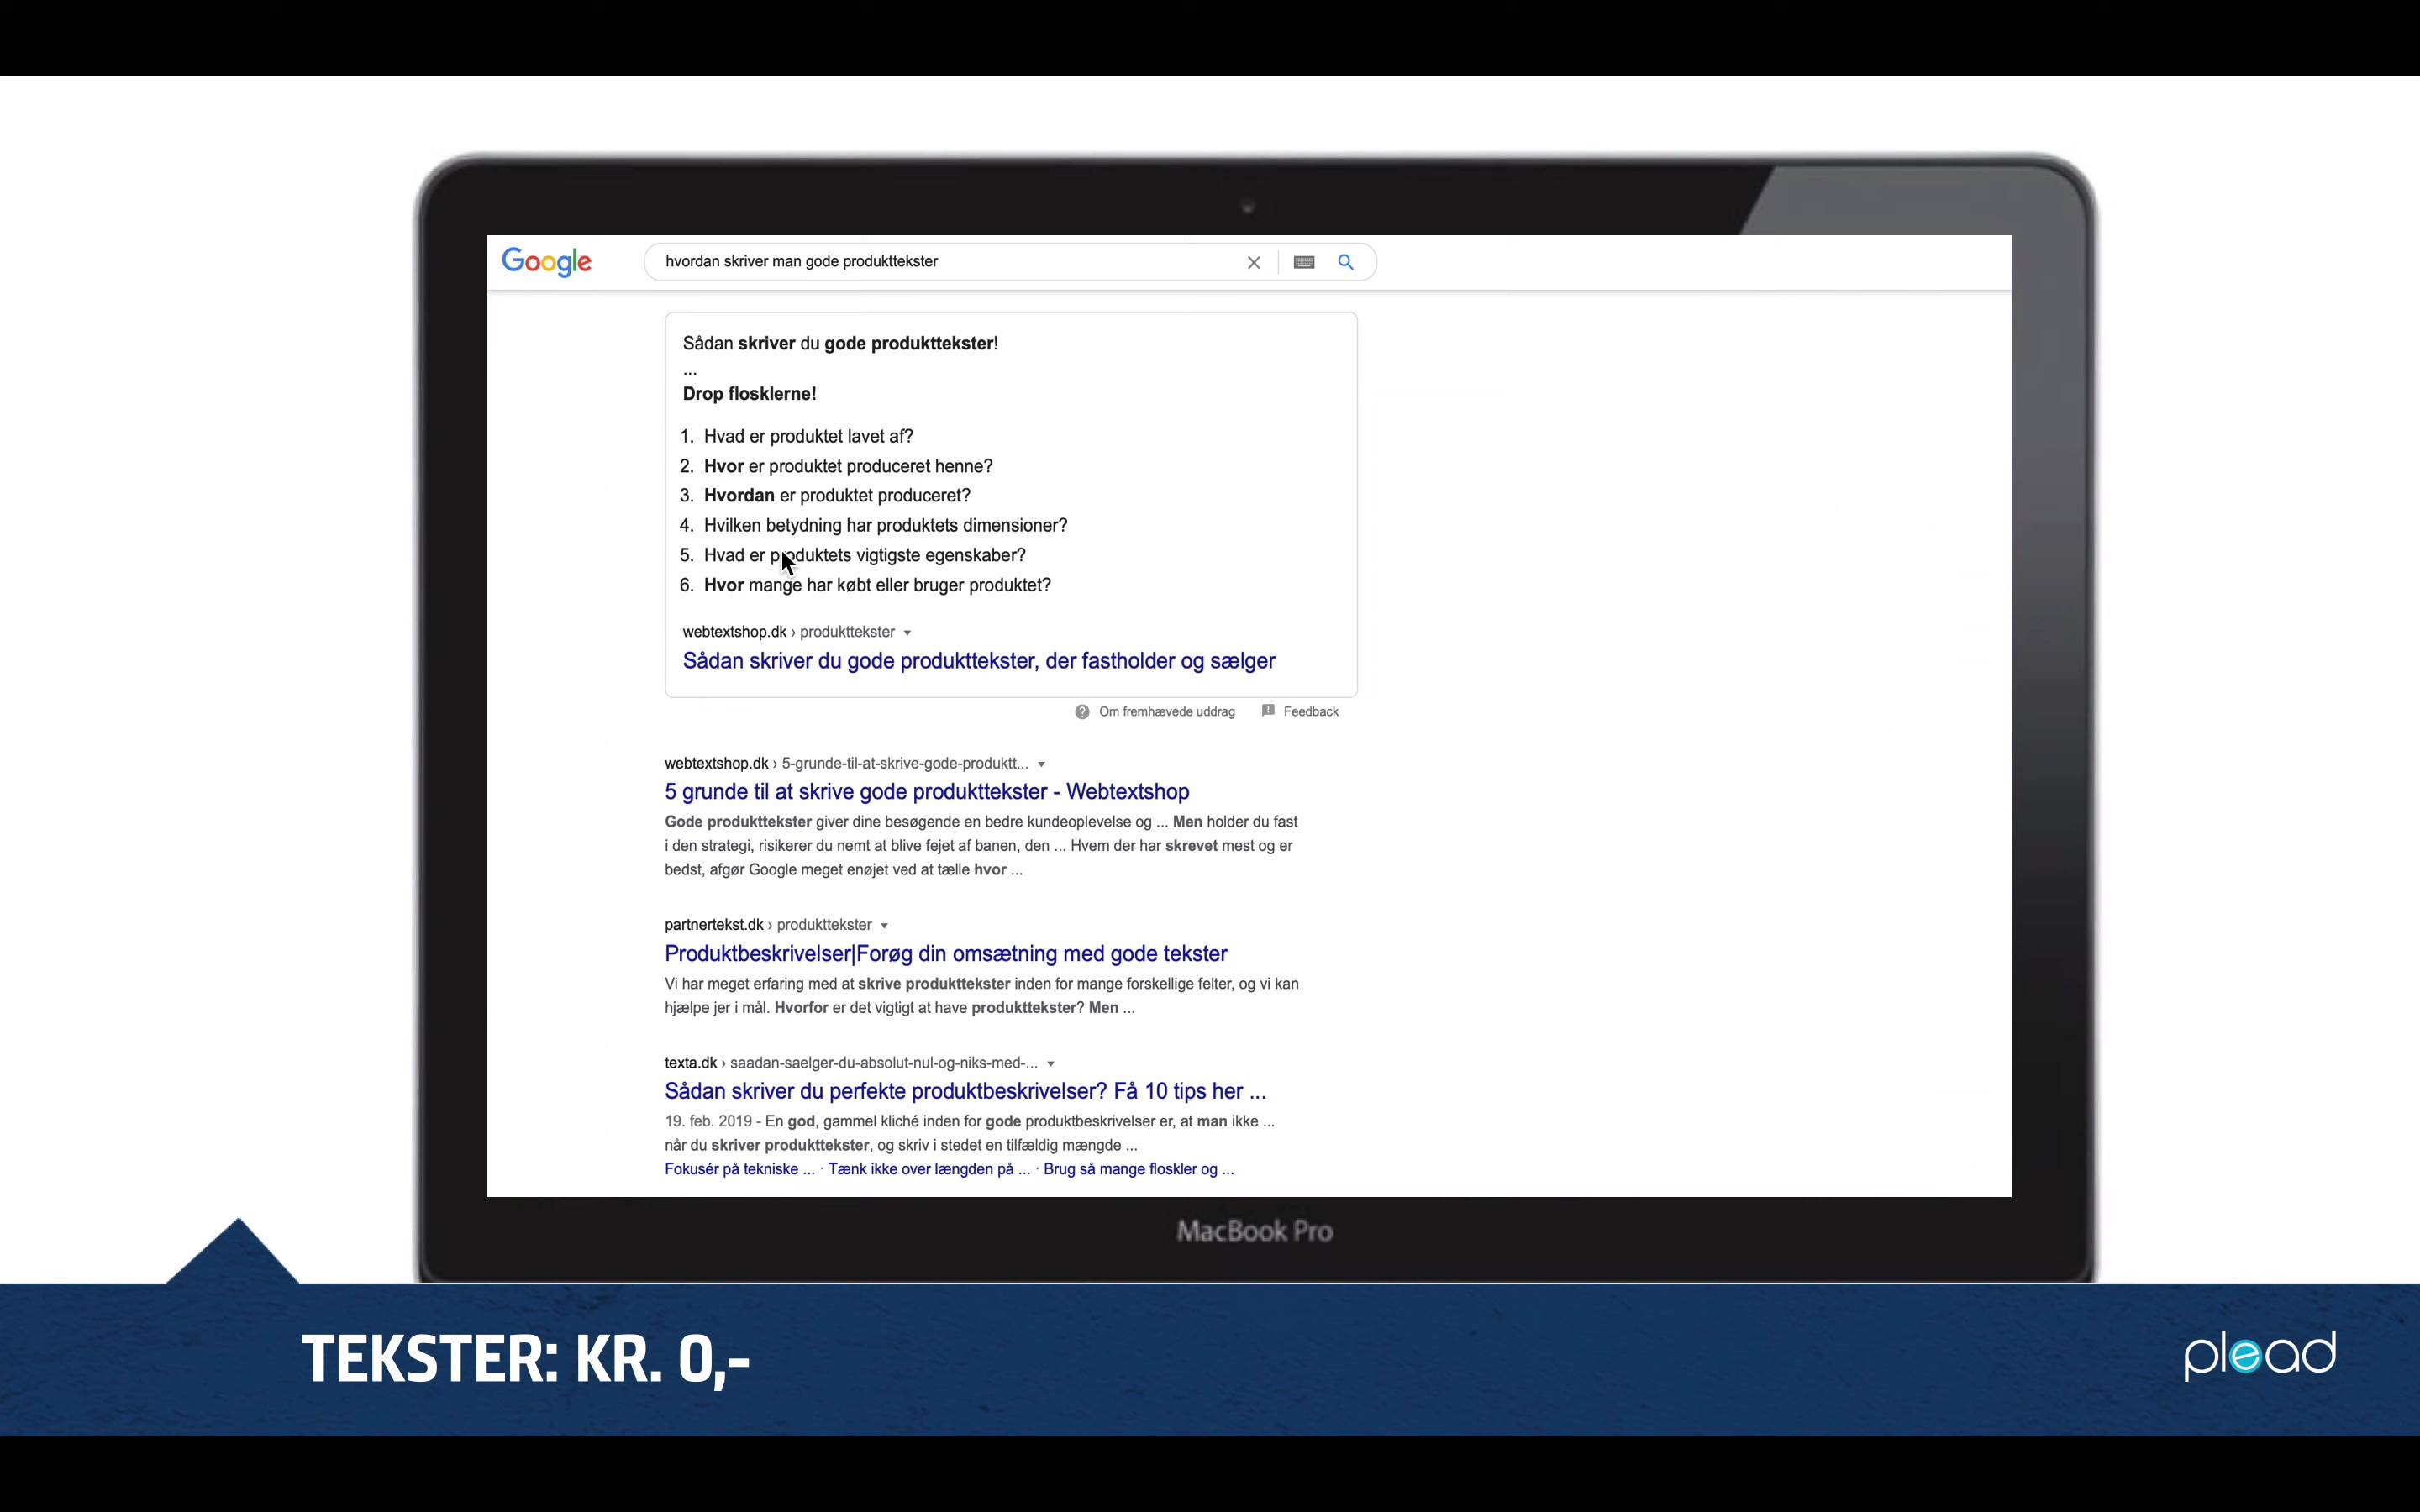 Google
hvordan skriver man gode produkttekster
Sådan skriver du gode produkttekster!
...
Drop flosklerne!
1. Hvad er produktet lavet af?
2. Hvor er produktet produceret henne?
3. Hvordan er produktet produceret?
4. Hvilken betydning har produktets dimensioner?
5. Hvad er produktets vigtigste egenskaber?
6. Hvor mange har købt eller bruger produktet?
webtextshop.dk › produkttekster
Sådan skriver du gode produkttekster, der fastholder og sælger
Om fremhævede uddrag Feedback
webtextshop.dk › 5-grunde-til-at-skrive-gode-produktt...
5 grunde til at skrive gode produkttekster - Webtextshop
Gode produkttekster giver dine besøgende en bedre kundeoplevelse og ... Men holder du fast
i den strategi, risikerer du nemt at blive fejet af banen, den ... Hvem der har skrevet mest og er
bedst, afgør Google meget enøjet ved at tælle hvor ...
partnertekst.dk › produkttekster
Produktbeskrivelser|Forøg din omsætning med gode tekster
Vi har meget erfaring med at skrive produkttekster inden for mange forskellige felter, og vi kan
hjælpe jer i mål. Hvorfor er det vigtigt at have produkttekster? Men ...
texta.dk › saadan-saelger-du-absolut-nul-og-niks-med-...
Sådan skriver du perfekte produktbeskrivelser? Få 10 tips her ...
19. feb. 2019 - En god, gammel kliché inden for gode produktbeskrivelser er, at man ikke ...
når du skriver produkttekster, og skriv i stedet en tilfældig mængde ...
Fokusér på tekniske ... · Tænk ikke over længden på ... · Brug så mange floskler og ...
MacBook Pro
TEKSTER: KR. 0,-
plead